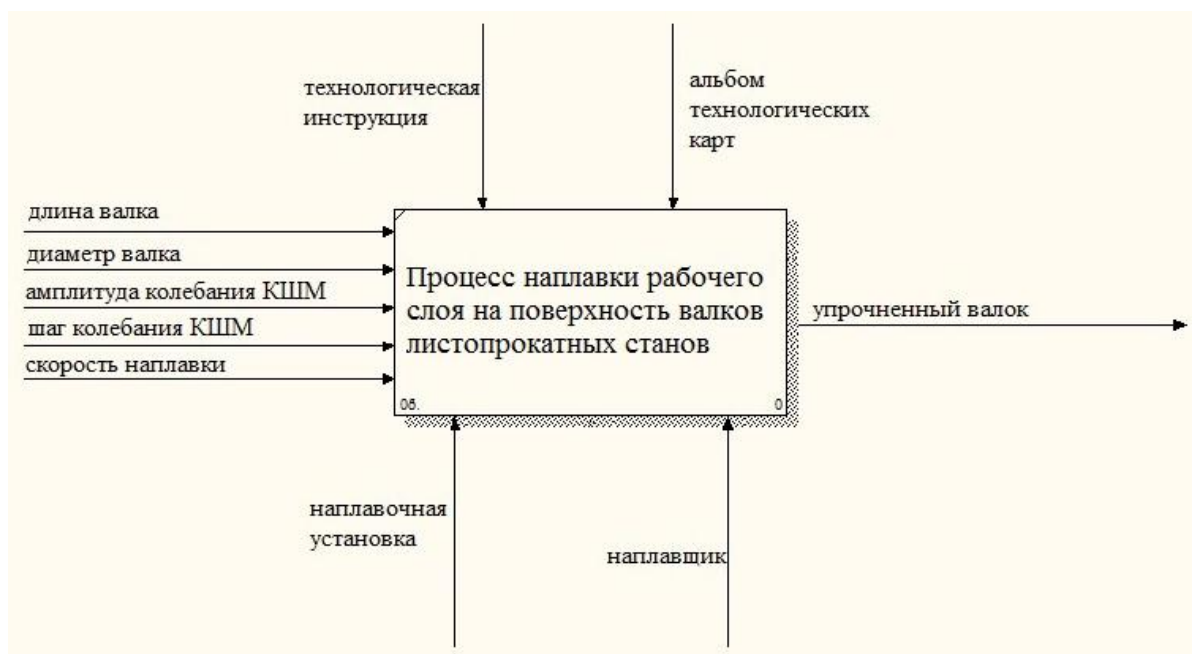 технологическая
инструкция
альбом
технологических
карт
длина валка
диаметр валка
амплитуда колебания КШМ
шаг колебания КШМ
скорость наплавки
Процесс наплавки рабочего
слоя на поверхность валков
листопрокатных станов
0б.
0
упрочненный валок
наплавочная
установка
наплавщик